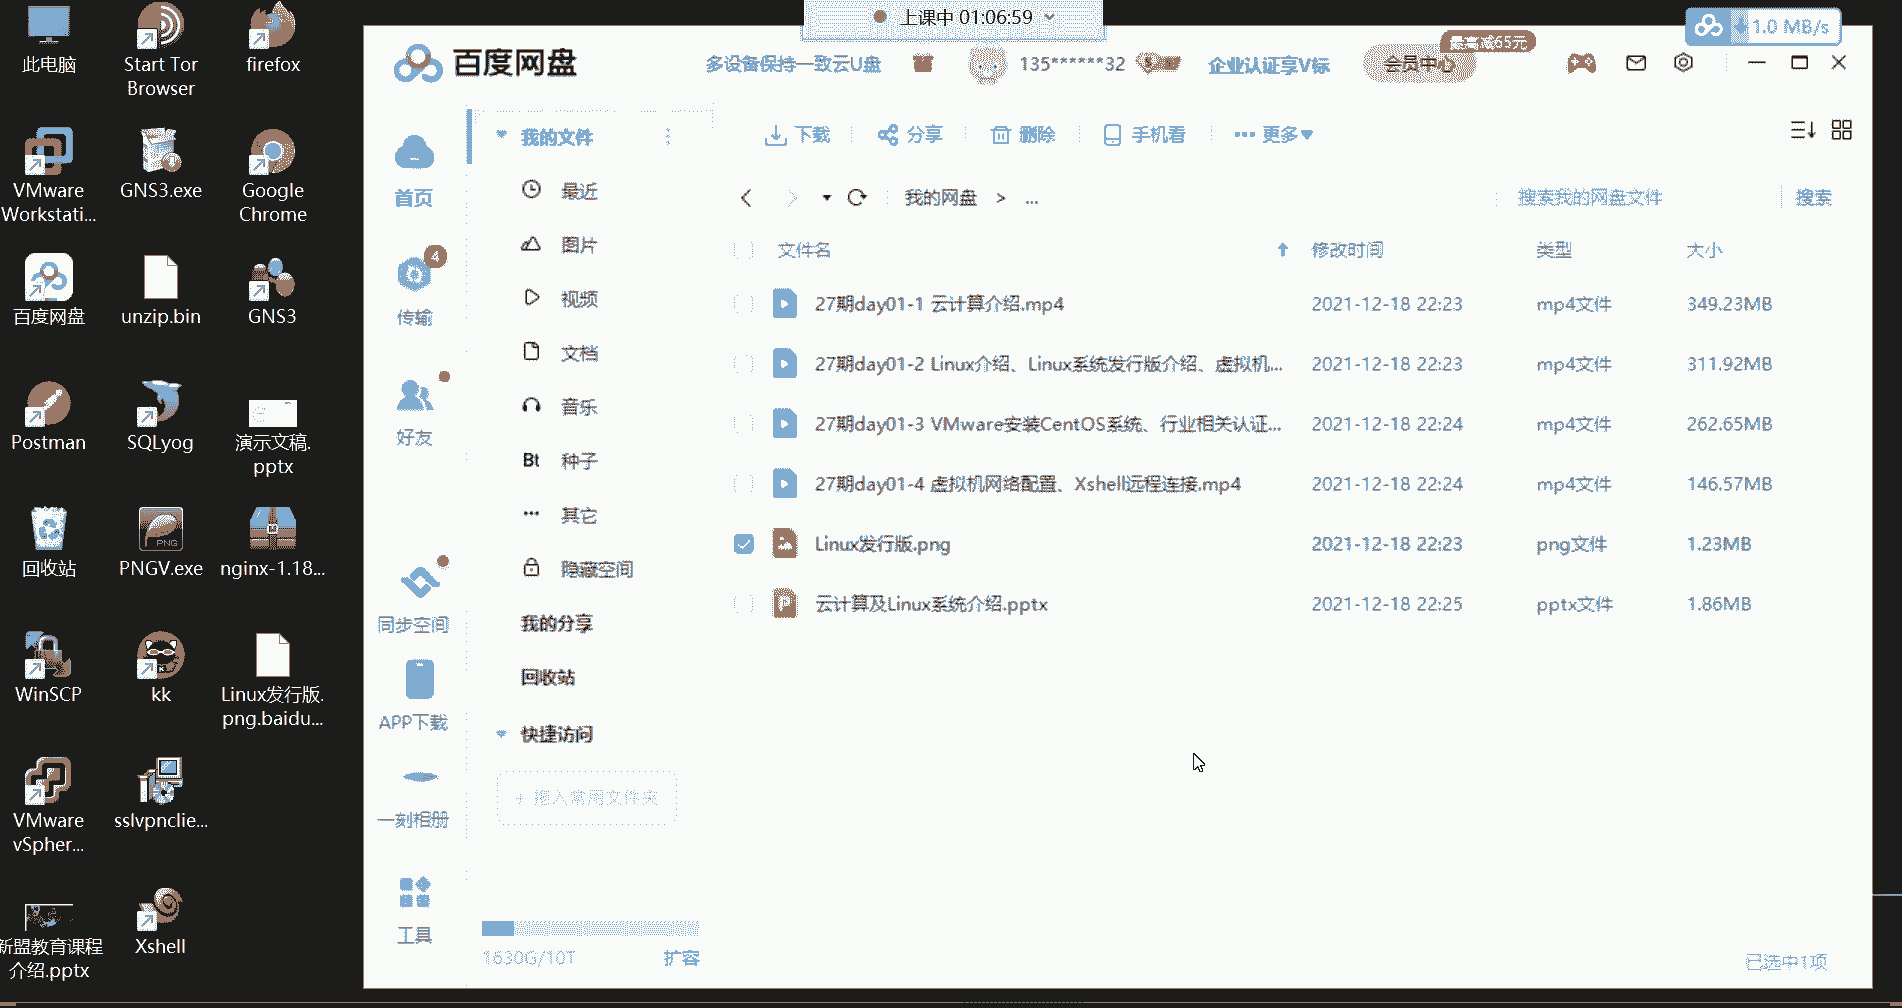 上课中 01:06:59
1.0 MB/s
此电脑
Start Tor Browser
firefox
VMware Workstati...
GNS3.exe
Google Chrome
百度网盘
unzip.bin
GNS3
Postman
SQLyog
演示文稿.pptx
回收站
PNG
PNGV.exe
nginx-1.18...
WinSCP
kk
Linux发行版.png.baidu...
VMware vSpher...
sslvpnclie...
新盟教育课程介绍.pptx
Xshell
百度网盘
多设备保持一致云U盘
135******32
企业认证享V标
会员中心
最高减65元
首页
4
传输
好友
同步空间
APP下载
一刻相册
工具
我的文件
最近
图片
视频
文档
音乐
Bt 种子
其它
隐藏空间
我的分享
回收站
快捷访问
+ 拖入常用文件夹
1630G/10T 扩容
下载 分享 删除 手机看 更多
我的网盘 > ...
搜索我的网盘文件 搜索
文件名 修改时间 类型 大小
27期day01-1 云计算介绍.mp4 2021-12-18 22:23 mp4文件 349.23MB
27期day01-2 Linux介绍、Linux系统发行版介绍、虚拟机... 2021-12-18 22:23 mp4文件 311.92MB
27期day01-3 VMware安装CentOS系统、行业相关认证... 2021-12-18 22:24 mp4文件 262.65MB
27期day01-4 虚拟机网络配置、Xshell远程连接.mp4 2021-12-18 22:24 mp4文件 146.57MB
Linux发行版.png 2021-12-18 22:23 png文件 1.23MB
云计算及Linux系统介绍.pptx 2021-12-18 22:25 pptx文件 1.86MB
已选中1项